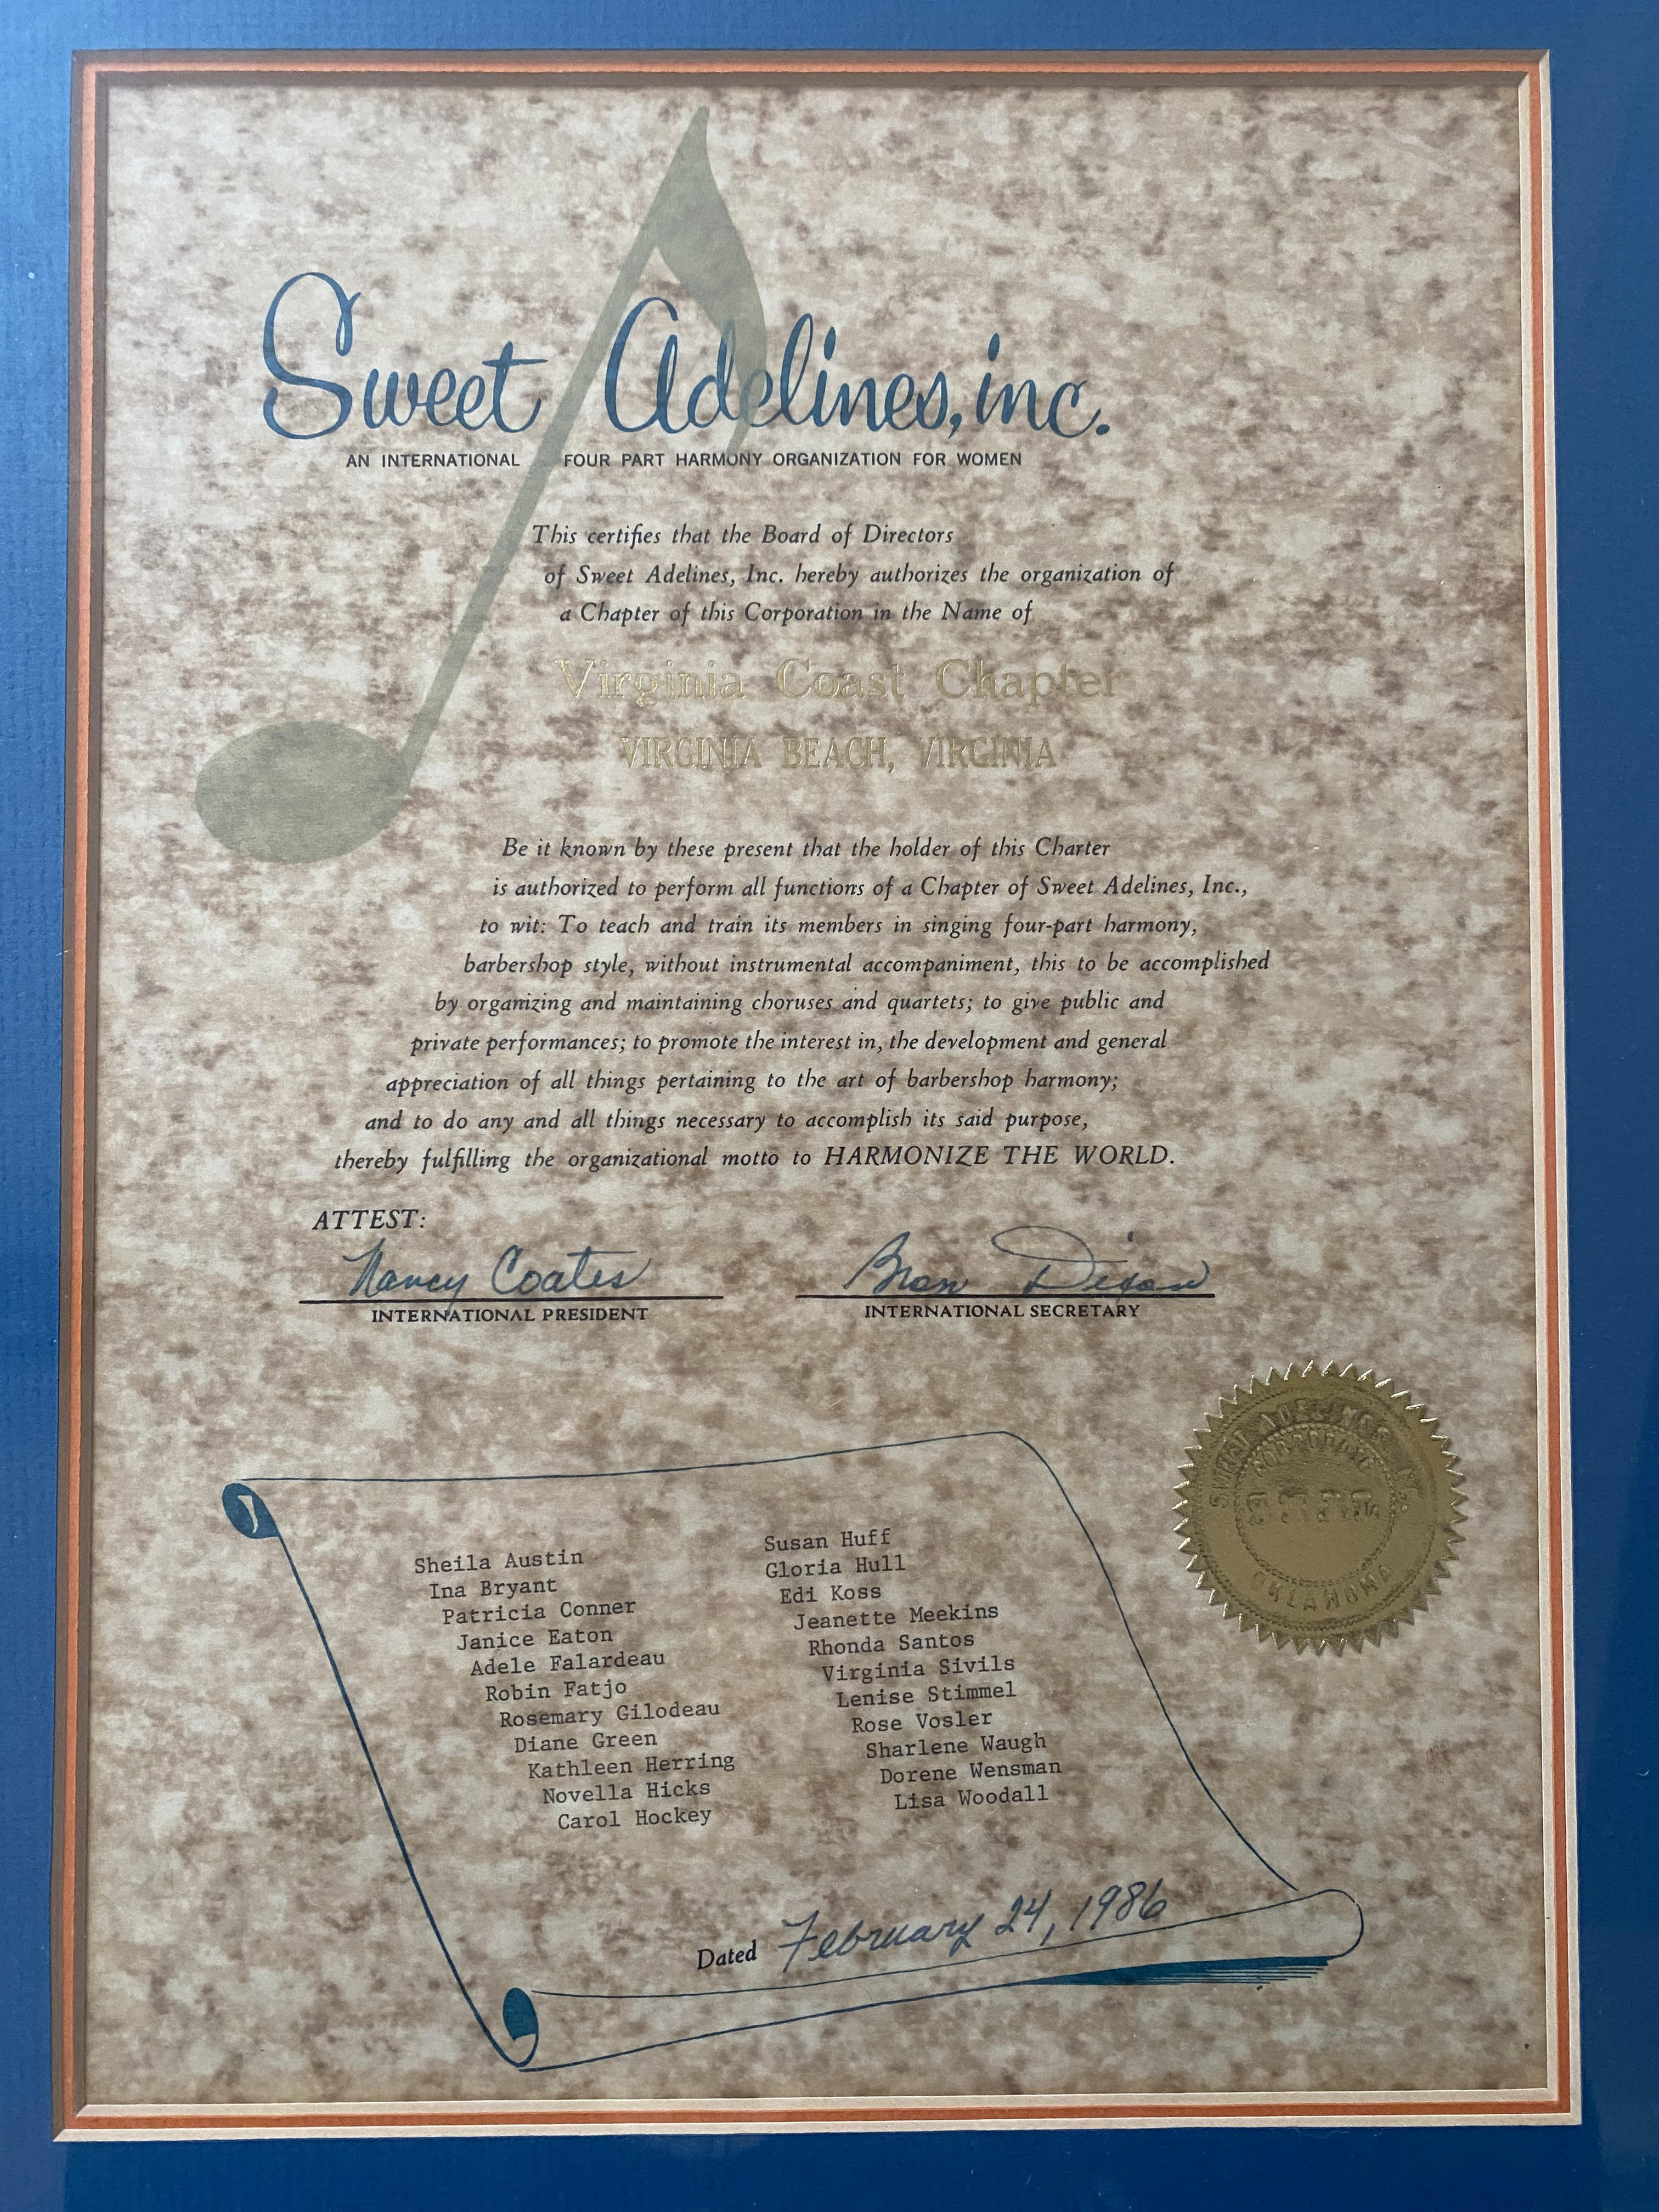 Sweet Adelines, inc.
AN INTERNATIONAL FOUR PART HARMONY ORGANIZATION FOR WOMEN
This certifies that the Board of Directors
of Sweet Adelines, Inc. hereby authorizes the organization of
a Chapter of this Corporation in the Name of
Virginia Coast Chapter
VIRGINIA BEACH, VIRGINIA
Be it known by these present that the holder of this Charter
is authorized to perform all functions of a Chapter of Sweet Adelines, Inc.,
to wit: To teach and train its members in singing four-part harmony,
barbershop style, without instrumental accompaniment, this to be accomplished
by organizing and maintaining choruses and quartets; to give public and
private performances; to promote the interest in, the development and general
appreciation of all things pertaining to the art of barbershop harmony;
and to do any and all things necessary to accomplish its said purpose,
thereby fulfilling the organizational motto to HARMONIZE THE WORLD.
ATTEST:
Nancy Coates
INTERNATIONAL PRESIDENT
Dixon
INTERNATIONAL SECRETARY
SWEET ADELINES INC.
CORPORATE
OKLAHOMA
Sheila Austin
Ina Bryant
Patricia Conner
Janice Eaton
Adele Falardeau
Robin Fatjo
Rosemary Gilodeau
Diane Green
Kathleen Herring
Novella Hicks
Carol Hockey
Susan Huff
Gloria Hull
Edi Koss
Jeanette Meekins
Rhonda Santos
Virginia Sivils
Lenise Stimmel
Rose Vosler
Sharlene Waugh
Dorene Wensman
Lisa Woodall
Dated February 24, 1986